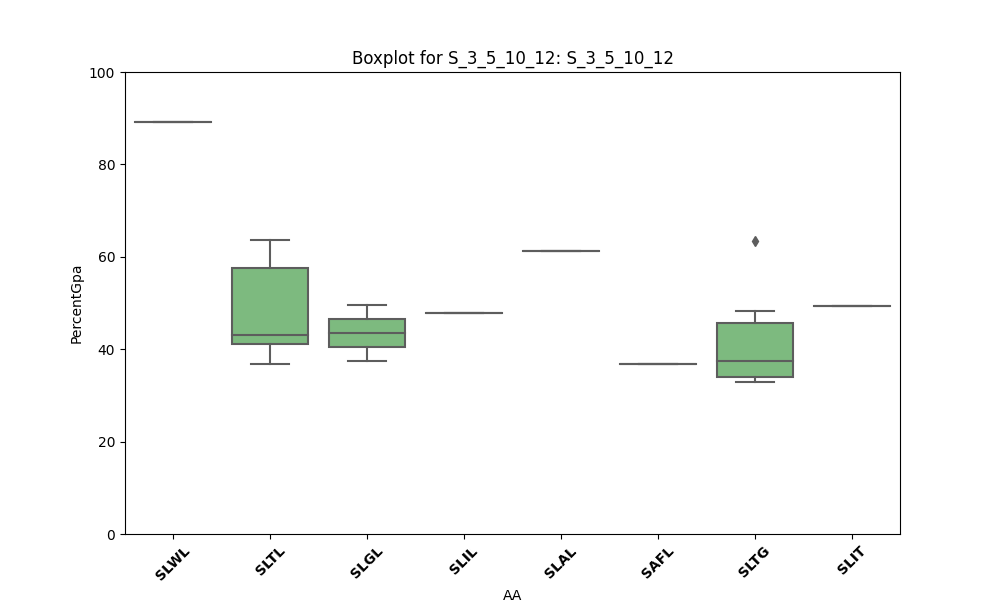 Boxplot for S_3_5_10_12: S_3_5_10_12
PercentGpa
100
80
60
40
20
0
SLWL
SLTL
SLGL
SLIL
SLAL
SAFL
SLTG
SLIT
AA